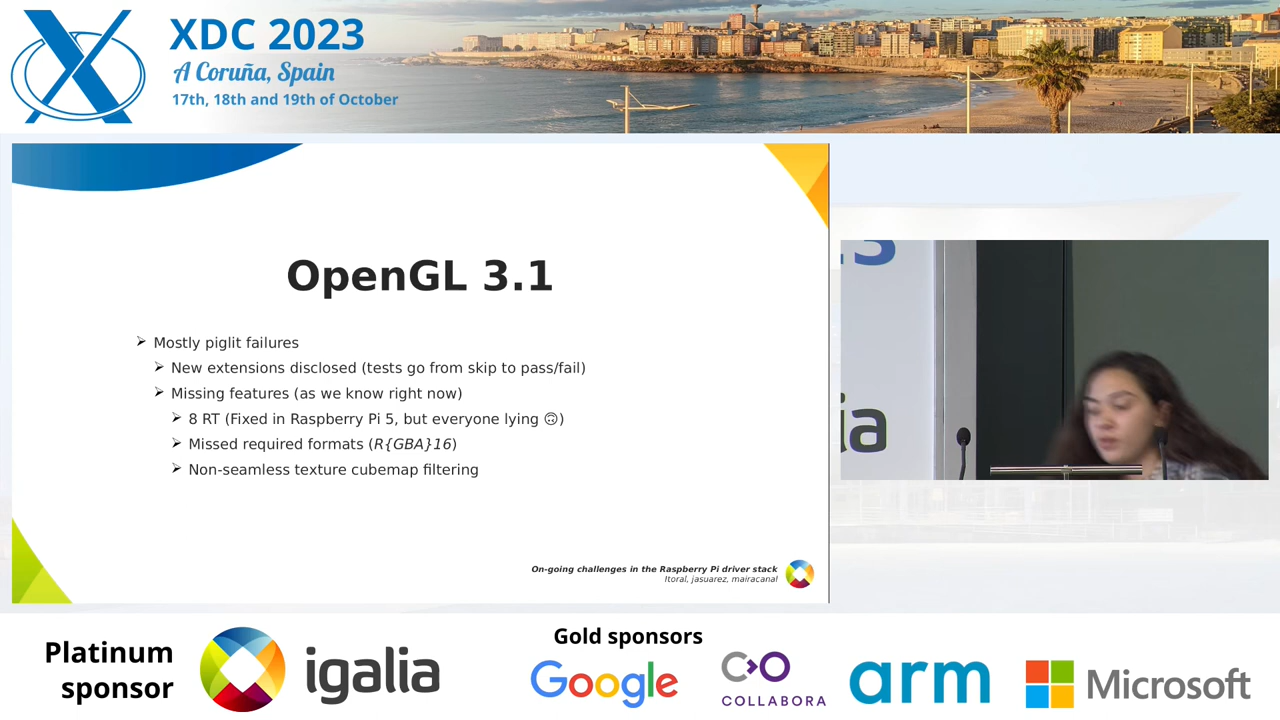 XDC 2023
A Coruña, Spain
17th, 18th and 19th of October
OpenGL 3.1
Mostly piglit failures
New extensions disclosed (tests go from skip to pass/fail)
Missing features (as we know right now)
8 RT (Fixed in Raspberry Pi 5, but everyone lying 🙃)
Missed required formats (R{GBA}16)
Non-seamless texture cubemap filtering
On-going challenges in the Raspberry Pi driver stack
Itoral, jasuarez, mairacanal
Platinum
sponsor
igalia
Gold sponsors
Google
COLLABORA
arm
Microsoft